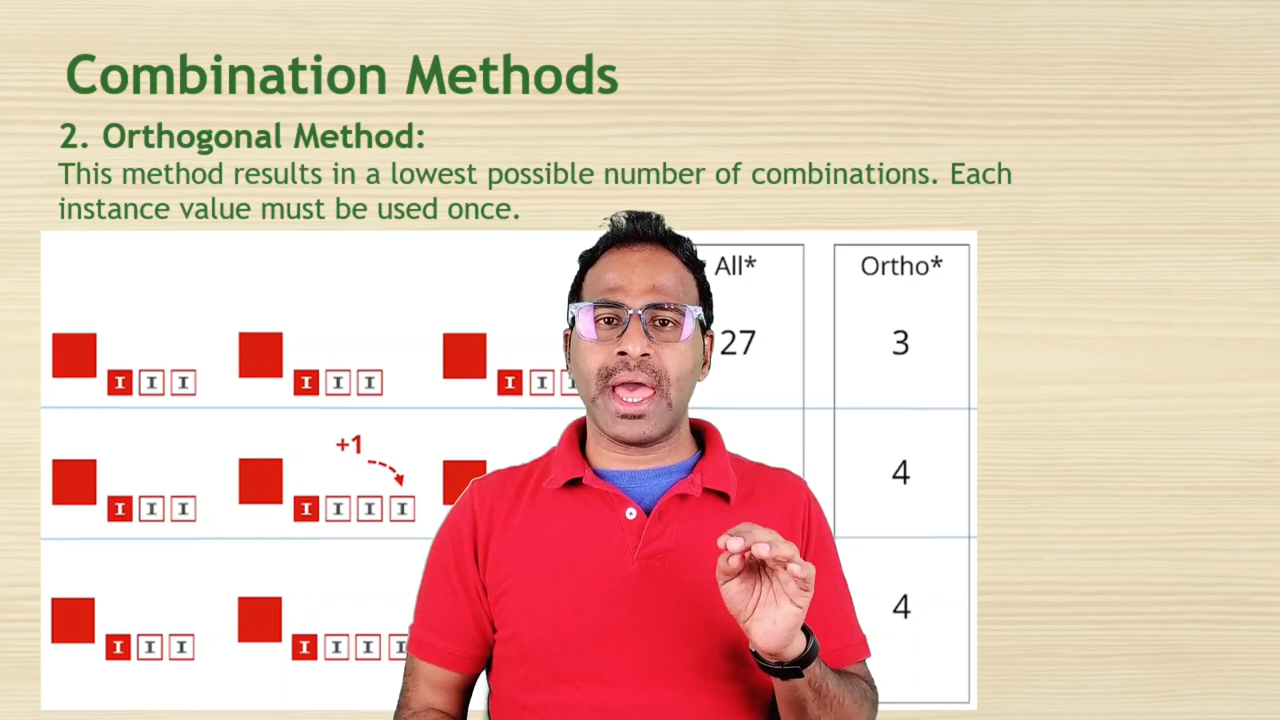 Combination Methods
2. Orthogonal Method:
This method results in a lowest possible number of combinations. Each
instance value must be used once.
All* Ortho*
27 3
I I I I I I I I
+1
4
I I I I I I I
4
I I I I I I I